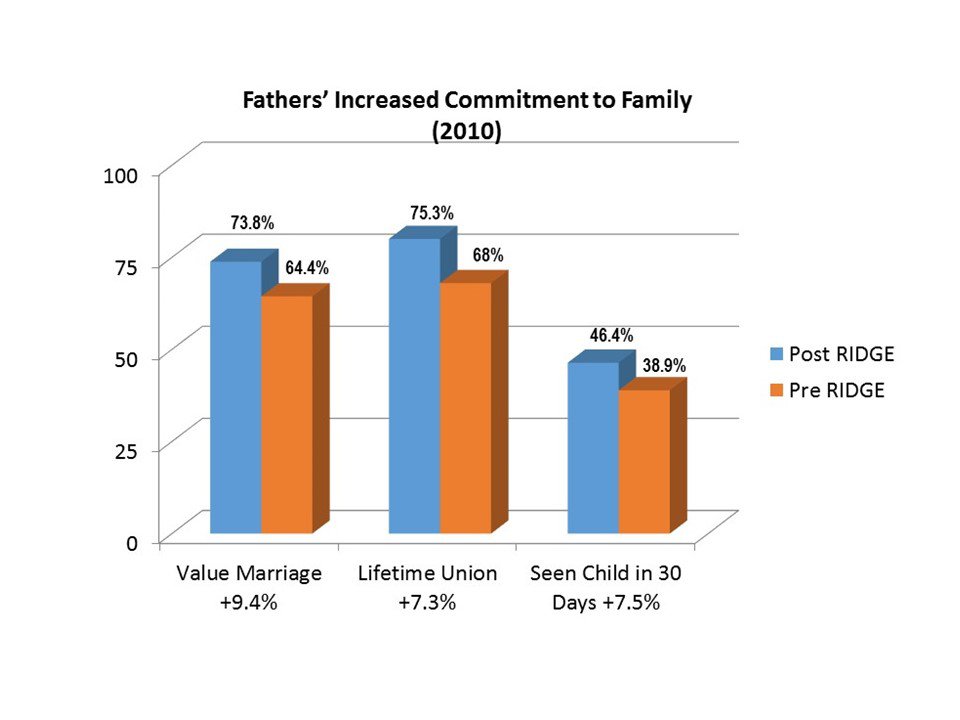 Fathers’ Increased Commitment to Family
(2010)
100
75
50
25
0
73.8%
64.4%
75.3%
68%
46.4%
38.9%
Post RIDGE
Pre RIDGE
Value Marriage
+9.4%
Lifetime Union
+7.3%
Seen Child in 30
Days +7.5%